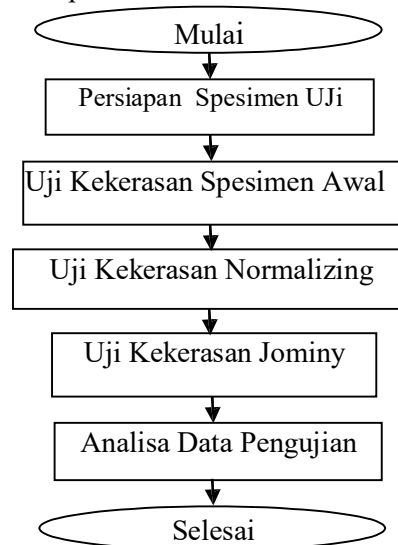 Mulai
Persiapan Spesimen UJi
Uji Kekerasan Spesimen Awal
Uji Kekerasan Normalizing
Uji Kekerasan Jominy
Analisa Data Pengujian
Selesai